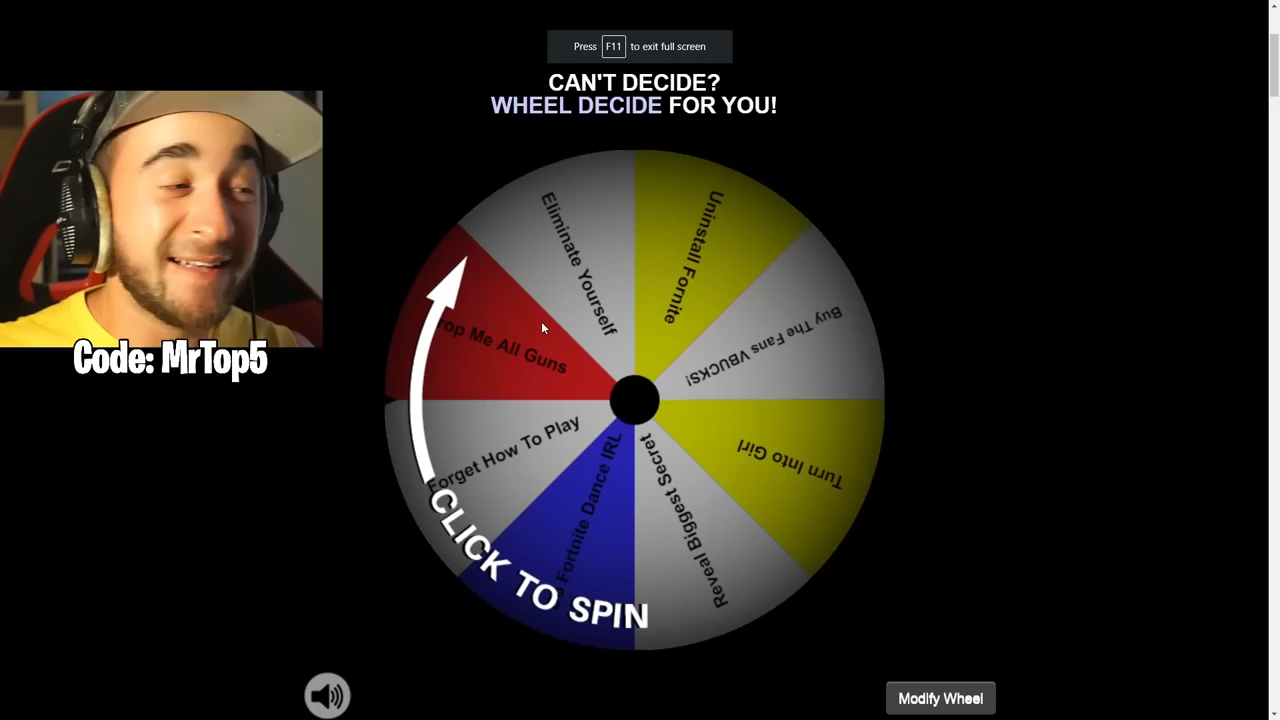 Press F11 to exit full screen
CAN'T DECIDE?
WHEEL DECIDE FOR YOU!
Eliminate Yourself
Uninstall Fornite
Buy The Fans VBUCKS!
Turn Into Girl
Reveal Biggest Secret
Fortnite Dance IRL
Forget How To Play
Me All Guns
CLICK TO SPIN
Code: MrTop5
Modify Wheel